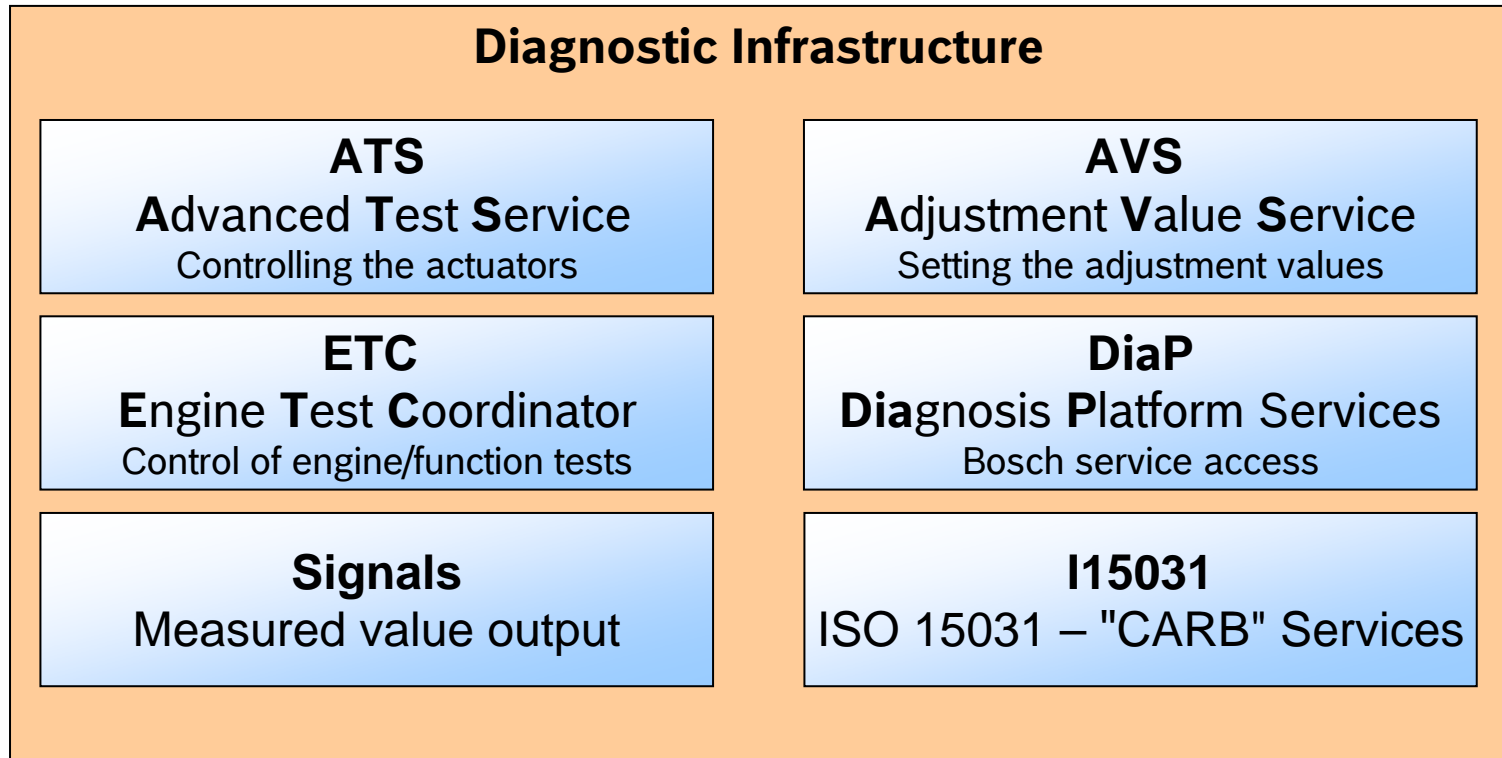 Diagnostic Infrastructure
ATS
Advanced Test Service
Controlling the actuators
AVS
Adjustment Value Service
Setting the adjustment values
ETC
Engine Test Coordinator
Control of engine/function tests
DiaP
Diagnosis Platform Services
Bosch service access
Signals
Measured value output
I15031
ISO 15031 – "CARB" Services